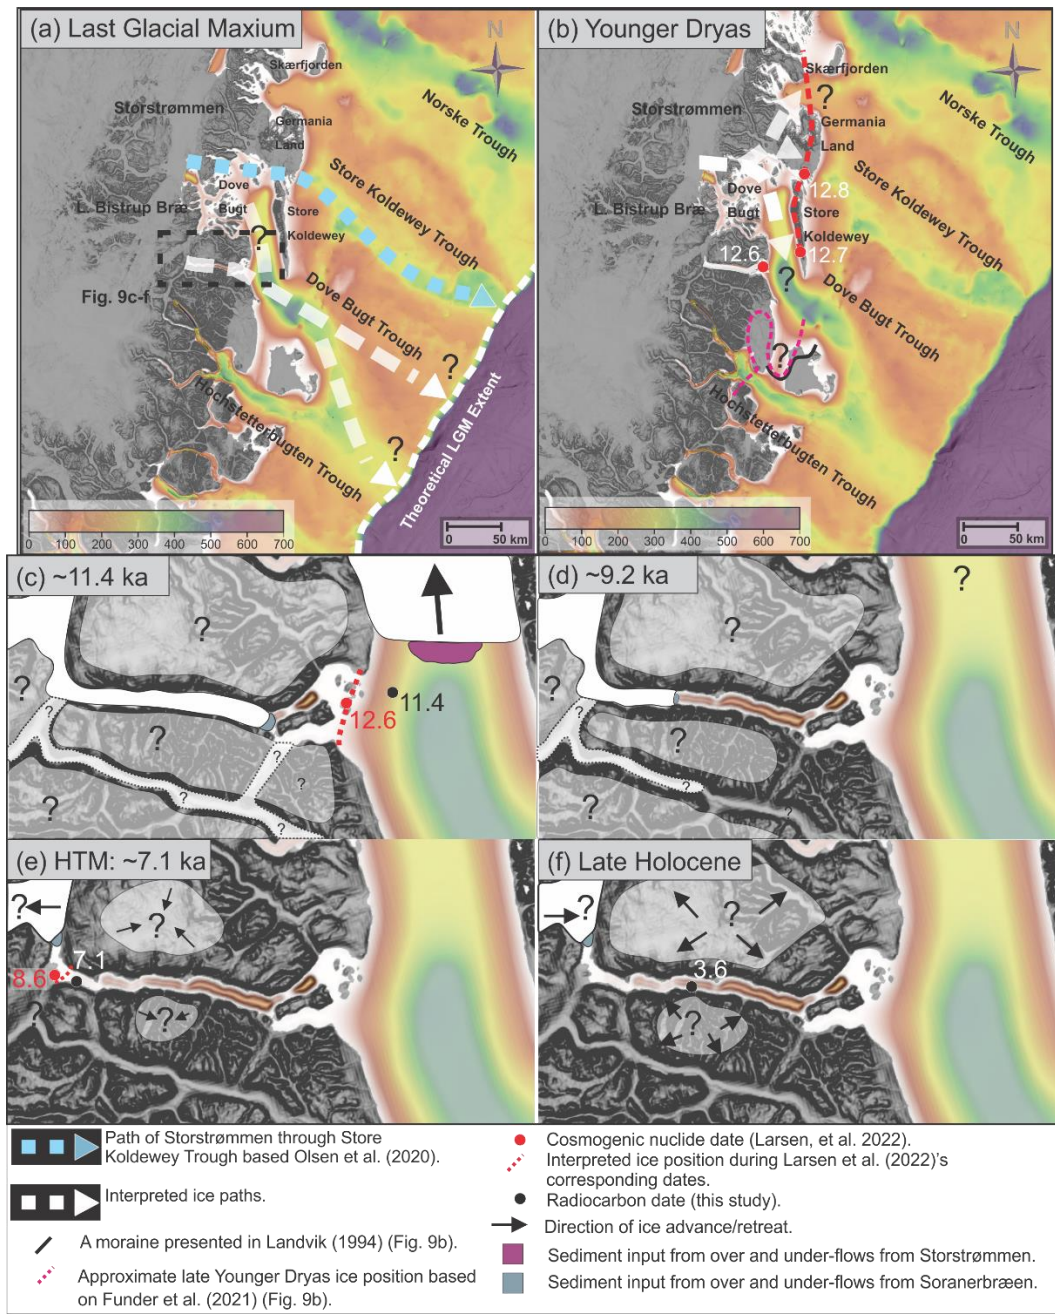 (a) Last Glacial Maxium
N
Skærfjorden
Storstrømmen
Norske Trough
Germania
Land
Store Koldewey Trough
Dove
Bugt
L. Bistrup Bræ
Store
Koldewey
?
Fig. 9c-f
Dove Bugt Trough
?
Hochstetterbugten Trough
?
Theoretical LGM Extent
0 100 200 300 400 500 600 700
0 50 km
(b) Younger Dryas
N
Skærfjorden
?
Storstrømmen
Norske Trough
Germania
Land
12.8
Store Koldewey Trough
Dove
Bugt
L. Bistrup Bræ
Store
Koldewey
12.6
12.7
?
Dove Bugt Trough
?
Hochstetterbugten Trough
0 100 200 300 400 500 600 700
0 50 km
(c) ~11.4 ka
?
?
?
12.6
11.4
?
?
?
?
?
?
?
(d) ~9.2 ka
?
?
?
?
?
?
?
(e) HTM: ~7.1 ka
?
?
7.1
8.6
?
?
(f) Late Holocene
?
?
3.6
?
Path of Storstrømmen through Store
Koldewey Trough based Olsen et al. (2020).
Interpreted ice paths.
A moraine presented in Landvik (1994) (Fig. 9b).
Approximate late Younger Dryas ice position based
on Funder et al. (2021) (Fig. 9b).
Cosmogenic nuclide date (Larsen, et al. 2022).
Interpreted ice position during Larsen et al. (2022)'s
corresponding dates.
Radiocarbon date (this study).
Direction of ice advance/retreat.
Sediment input from over and under-flows from Storstrømmen.
Sediment input from over and under-flows from Soranerbræen.